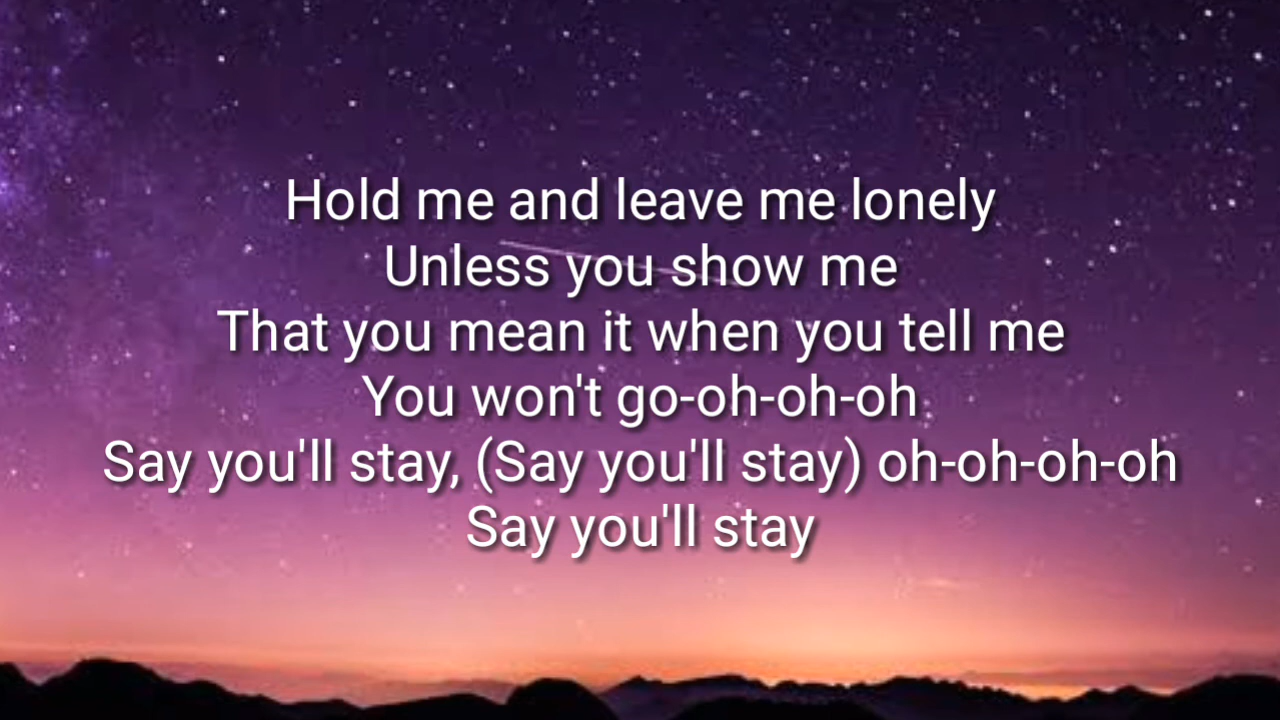 Hold me and leave me lonely
Unless you show me
That you mean it when you tell me
You won't go-oh-oh-oh
Say you'll stay, (Say you'll stay) oh-oh-oh-oh
Say you'll stay